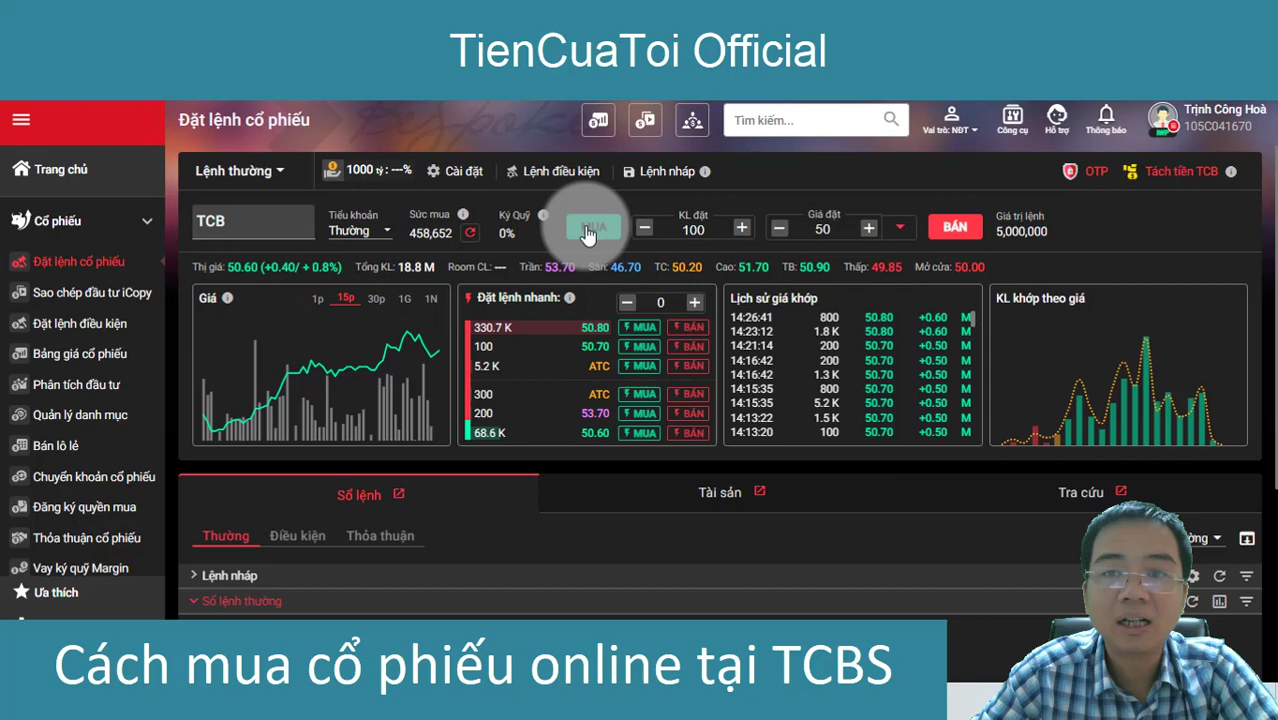 TienCuaToi Official
Đặt lệnh cổ phiếu
Tìm kiếm...
Vai trò: NĐT
Công cụ
Hỗ trợ
Thông báo
Trịnh Công Hoà
105C041670
Trang chủ
Cổ phiếu
Đặt lệnh cổ phiếu
Sao chép đầu tư iCopy
Đặt lệnh điều kiện
Bảng giá cổ phiếu
Phân tích đầu tư
Quản lý danh mục
Bán lô lẻ
Chuyển khoản cổ phiếu
Đăng ký quyền mua
Thỏa thuận cổ phiếu
Vay ký quỹ Margin
Ưa thích
Lệnh thường
1000 tỷ : ---%
Cài đặt
Lệnh điều kiện
Lệnh nháp
OTP
Tách tiền TCB
TCB
Tiểu khoản
Thường
Sức mua
458,652
Ký Quỹ
0%
MUA
KL đặt
100
Giá đặt
50
BÁN
Giá trị lệnh
5,000,000
Thị giá: 50.60 (+0.40/ + 0.8%) Tổng KL: 18.8 M Room CL: --- Trần: 53.70 Sàn: 46.70 TC: 50.20 Cao: 51.70 TB: 50.90 Thấp: 49.85 Mở cửa: 50.00
Giá 1p 15p 30p 1G 1N
Đặt lệnh nhanh: 0
330.7 K 50.80 MUA BÁN
100 50.70 MUA BÁN
5.2 K ATC MUA BÁN
300 ATC MUA BÁN
200 53.70 MUA BÁN
68.6 K 50.60 MUA BÁN
Lịch sử giá khớp
14:26:41 800 50.80 +0.60 M
14:23:12 1.8 K 50.80 +0.60 M
14:21:14 200 50.70 +0.50 M
14:16:42 200 50.70 +0.50 M
14:16:42 1.3 K 50.70 +0.50 M
14:15:35 800 50.70 +0.50 M
14:15:35 5.2 K 50.70 +0.50 M
14:13:22 1.5 K 50.70 +0.50 M
14:13:20 100 50.70 +0.50 M
KL khớp theo giá
Sổ lệnh
Tài sản
Tra cứu
Thường
Điều kiện
Thỏa thuận
Lệnh nháp
Sổ lệnh thường
Cách mua cổ phiếu online tại TCBS